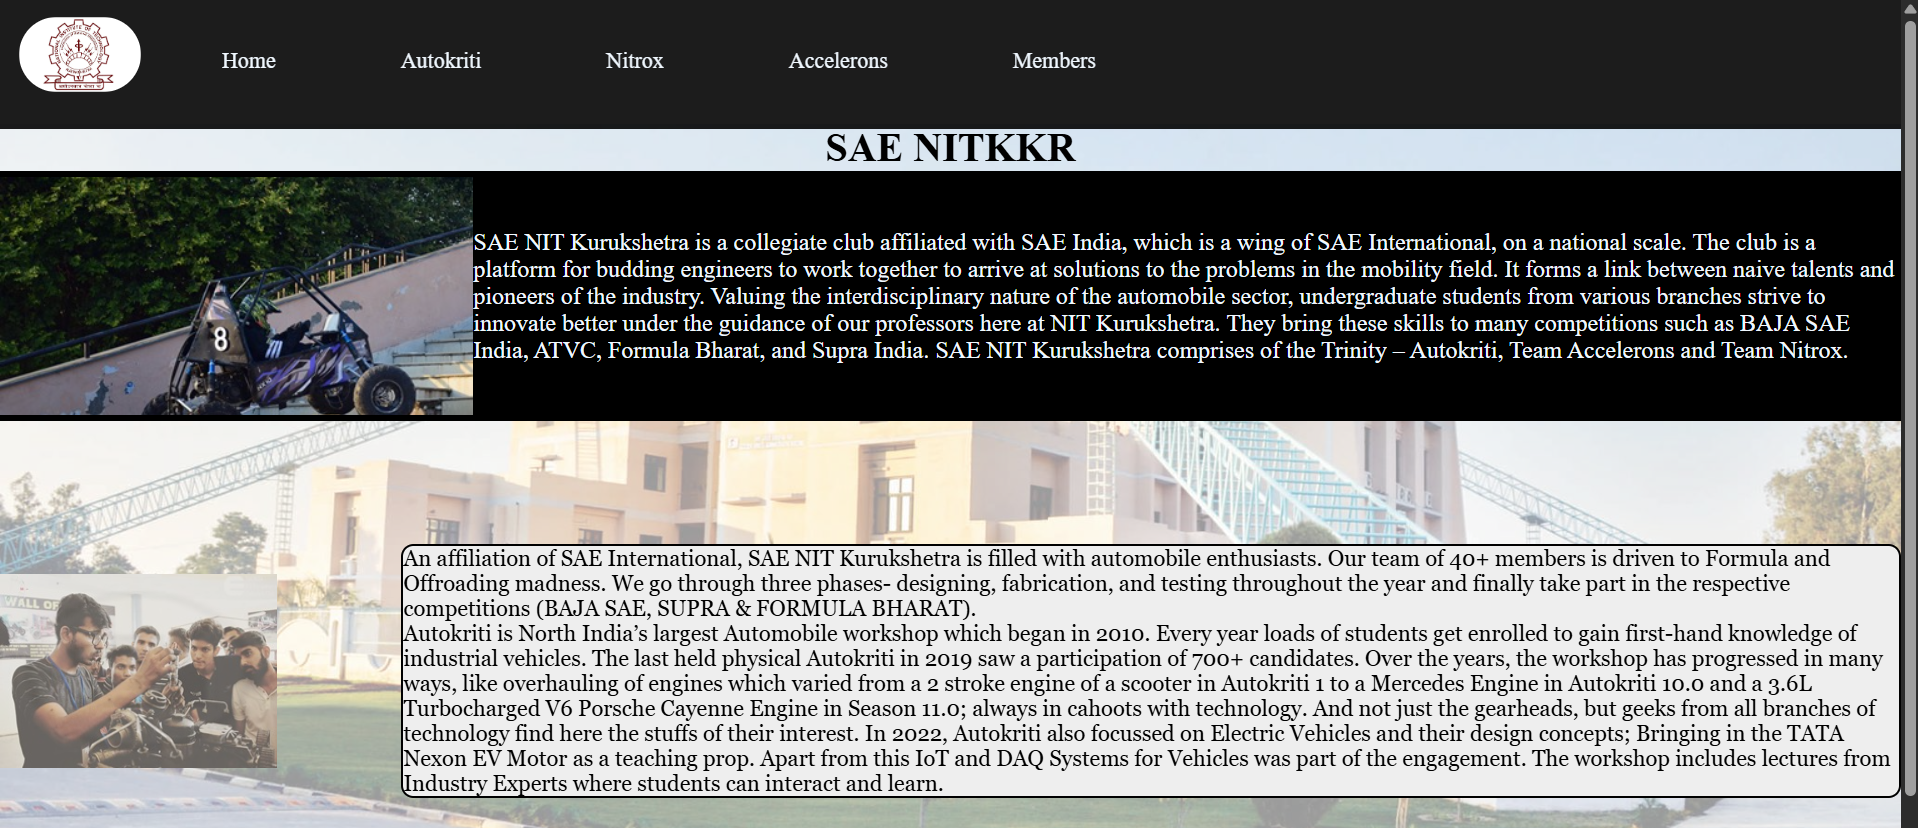 Home Autokriti Nitrox Accelerons Members
SAE NITKKR
SAE NIT Kurukshetra is a collegiate club affiliated with SAE India, which is a wing of SAE International, on a national scale. The club is a
platform for budding engineers to work together to arrive at solutions to the problems in the mobility field. It forms a link between naive talents and
pioneers of the industry. Valuing the interdisciplinary nature of the automobile sector, undergraduate students from various branches strive to
innovate better under the guidance of our professors here at NIT Kurukshetra. They bring these skills to many competitions such as BAJA SAE
India, ATVC, Formula Bharat, and Supra India. SAE NIT Kurukshetra comprises of the Trinity – Autokriti, Team Accelerons and Team Nitrox.
8
An affiliation of SAE International, SAE NIT Kurukshetra is filled with automobile enthusiasts. Our team of 40+ members is driven to Formula and
Offroading madness. We go through three phases- designing, fabrication, and testing throughout the year and finally take part in the respective
competitions (BAJA SAE, SUPRA & FORMULA BHARAT).
Autokriti is North India’s largest Automobile workshop which began in 2010. Every year loads of students get enrolled to gain first-hand knowledge of
industrial vehicles. The last held physical Autokriti in 2019 saw a participation of 700+ candidates. Over the years, the workshop has progressed in many
ways, like overhauling of engines which varied from a 2 stroke engine of a scooter in Autokriti 1 to a Mercedes Engine in Autokriti 10.0 and a 3.6L
Turbocharged V6 Porsche Cayenne Engine in Season 11.0; always in cahoots with technology. And not just the gearheads, but geeks from all branches of
technology find here the stuffs of their interest. In 2022, Autokriti also focussed on Electric Vehicles and their design concepts; Bringing in the TATA
Nexon EV Motor as a teaching prop. Apart from this IoT and DAQ Systems for Vehicles was part of the engagement. The workshop includes lectures from
Industry Experts where students can interact and learn.
WALL OF